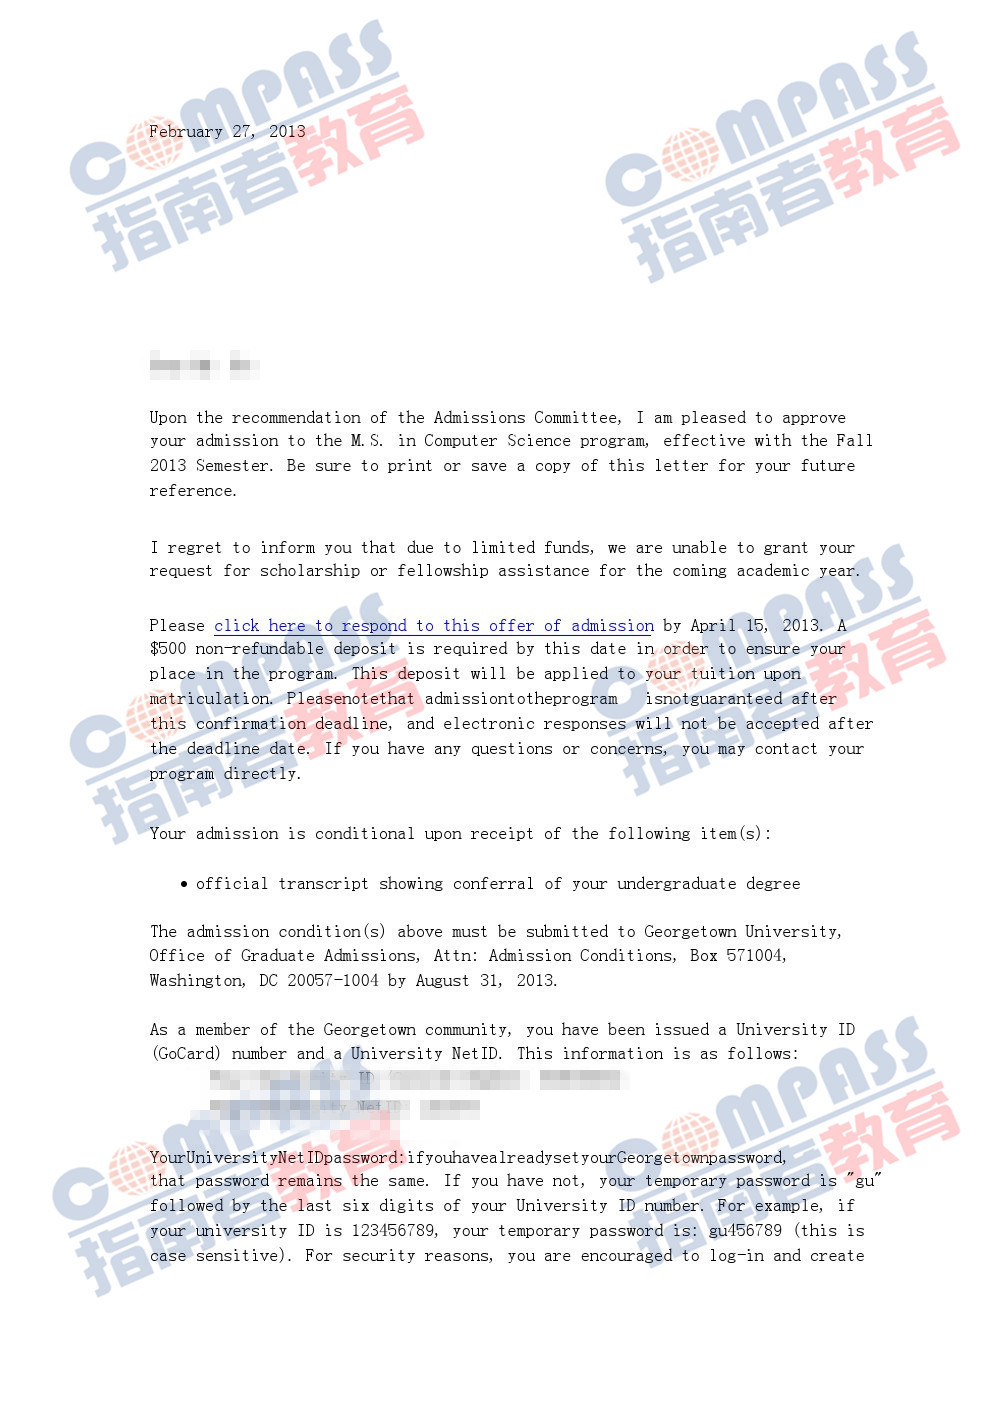 COMPASS
指南者教育
COMPASS
指南者教育
February 27, 2013
Upon the recommendation of the Admissions Committee, I am pleased to approve
your admission to the M.S. in Computer Science program, effective with the Fall
2013 Semester. Be sure to print or save a copy of this letter for your future
reference.
I regret to inform you that due to limited funds, we are unable to grant your
request for scholarship or fellowship assistance for the coming academic year.
COMPASS
指南者教育
COMPASS
指南者教育
Please click here to respond to this offer of admission by April 15, 2013. A
$500 non-refundable deposit is required by this date in order to ensure your
place in the program. This deposit will be applied to your tuition upon
matriculation. Pleasenotethat admissiontotheprogram isnotguaranteed after
this confirmation deadline, and electronic responses will not be accepted after
the deadline date. If you have any questions or concerns, you may contact your
program directly.
Your admission is conditional upon receipt of the following item(s):
• official transcript showing conferral of your undergraduate degree
The admission condition(s) above must be submitted to Georgetown University,
Office of Graduate Admissions, Attn: Admission Conditions, Box 571004,
Washington, DC 20057-1004 by August 31, 2013.
As a member of the Georgetown community, you have been issued a University ID
(GoCard) number and a University NetID. This information is as follows:
COMPASS
指南者教育
COMPASS
指南者教育
YourUniversityNetIDpassword:ifyouhavealreadysetyourGeorgetownpassword,
that password remains the same. If you have not, your temporary password is "gu"
followed by the last six digits of your University ID number. For example, if
your university ID is 123456789, your temporary password is: gu456789 (this is
case sensitive). For security reasons, you are encouraged to log-in and create